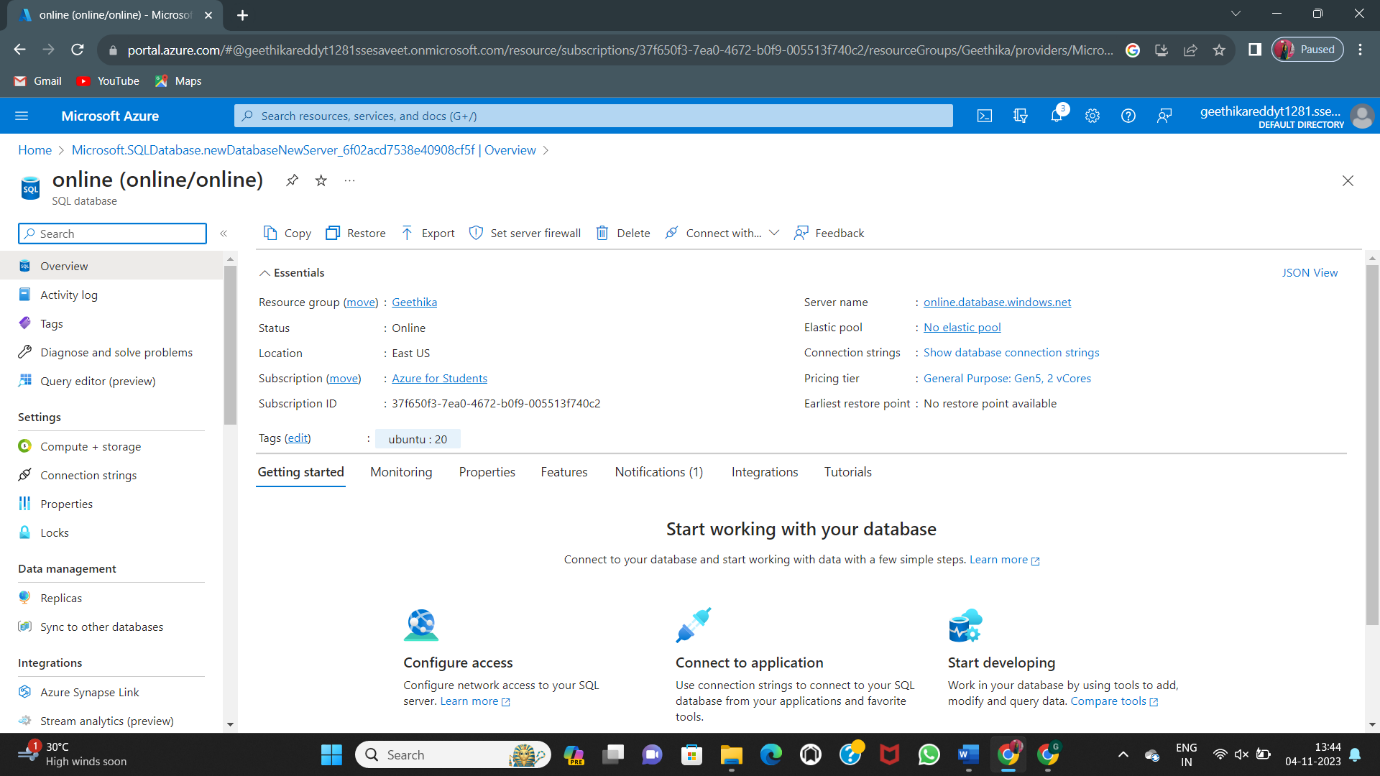 online (online/online) - Microsof
portal.azure.com/#@geethikareddyt1281ssesaveet.onmicrosoft.com/resource/subscriptions/37f650f3-7ea0-4672-b0f9-005513f740c2/resourceGroups/Geethika/providers/Micro...
Paused
Gmail YouTube Maps
Microsoft Azure
Search resources, services, and docs (G+/)
3
geethikareddyt1281.sse...
DEFAULT DIRECTORY
Home > Microsoft.SQLDatabase.newDatabaseNewServer_6f02acd7538e40908cf5f | Overview >
SQL
online (online/online)
SQL database
Search
Copy Restore Export Set server firewall Delete Connect with... Feedback
Overview
Activity log
Tags
Diagnose and solve problems
Query editor (preview)
Settings
Compute + storage
Connection strings
Properties
Locks
Data management
Replicas
Sync to other databases
Integrations
Azure Synapse Link
Stream analytics (preview)
Essentials
JSON View
Resource group (move) : Geethika
Status : Online
Location : East US
Subscription (move) : Azure for Students
Subscription ID : 37f650f3-7ea0-4672-b0f9-005513f740c2
Server name : online.database.windows.net
Elastic pool : No elastic pool
Connection strings : Show database connection strings
Pricing tier : General Purpose: Gen5, 2 vCores
Earliest restore point : No restore point available
Tags (edit) : ubuntu : 20
Getting started Monitoring Properties Features Notifications (1) Integrations Tutorials
Start working with your database
Connect to your database and start working with data with a few simple steps. Learn more
Configure access
Configure network access to your SQL
server. Learn more
Connect to application
Use connection strings to connect to your SQL
database from your applications and favorite
tools.
Start developing
Work in your database by using tools to add,
modify and query data. Compare tools
1
30°C
High winds soon
Search
PRE
W
G
ENG
IN
13:44
04-11-2023